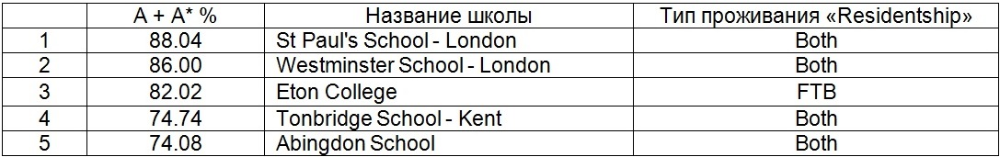 A + A* % Название школы Тип проживания «Residentship»
1 88.04 St Paul's School - London Both
2 86.00 Westminster School - London Both
3 82.02 Eton College FTB
4 74.74 Tonbridge School - Kent Both
5 74.08 Abingdon School Both